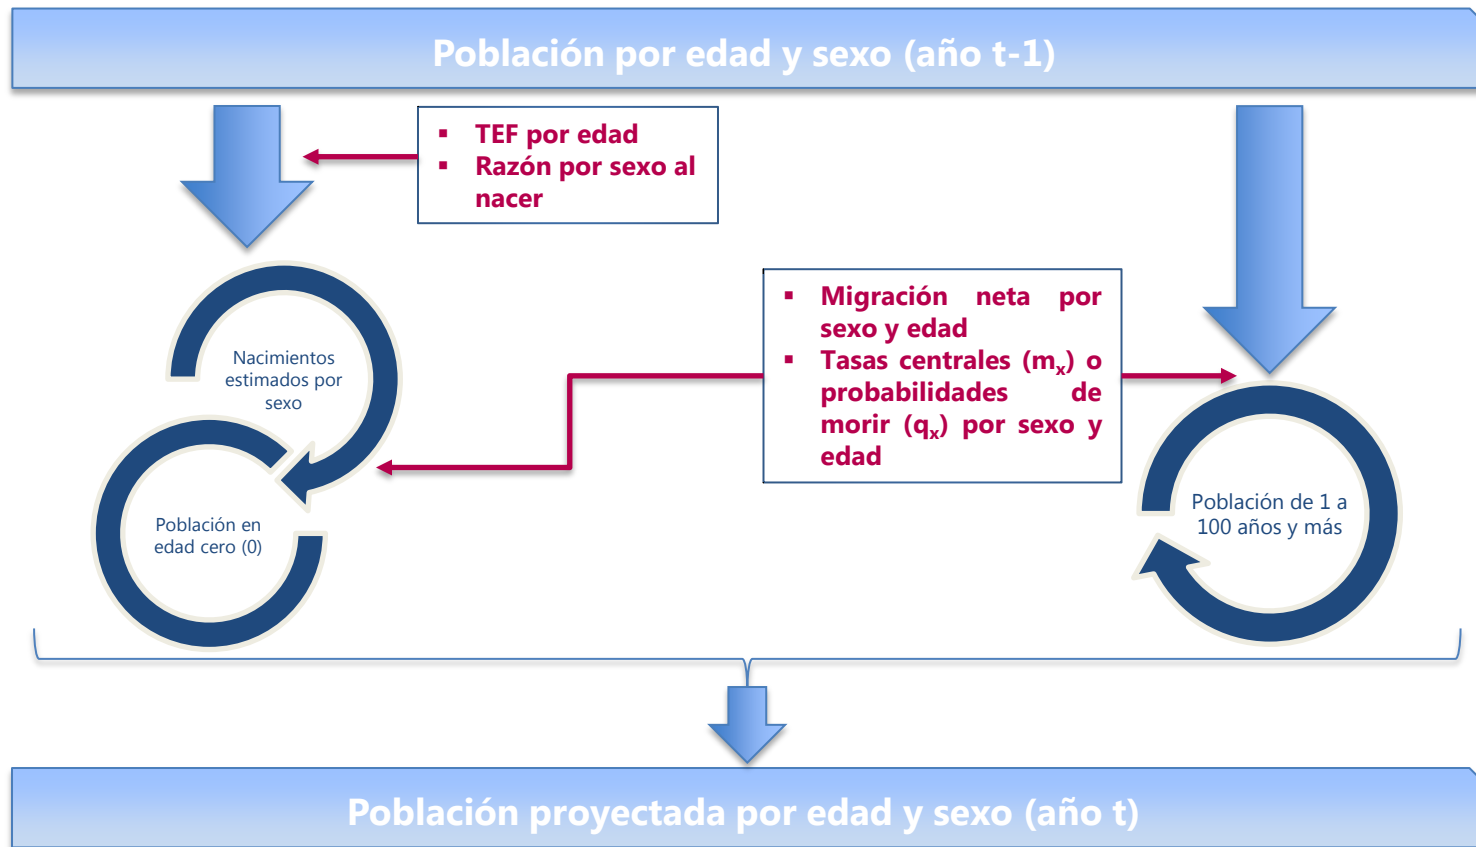 Población por edad y sexo (año t-1)
▪ TEF por edad
▪ Razón por sexo al
nacer
▪ Migración neta por
sexo y edad
▪ Tasas centrales (mₓ) o
probabilidades de
morir (qₓ) por sexo y
edad
Nacimientos
estimados por
sexo
Población en
edad cero (0)
Población de 1 a
100 años y más
Población proyectada por edad y sexo (año t)